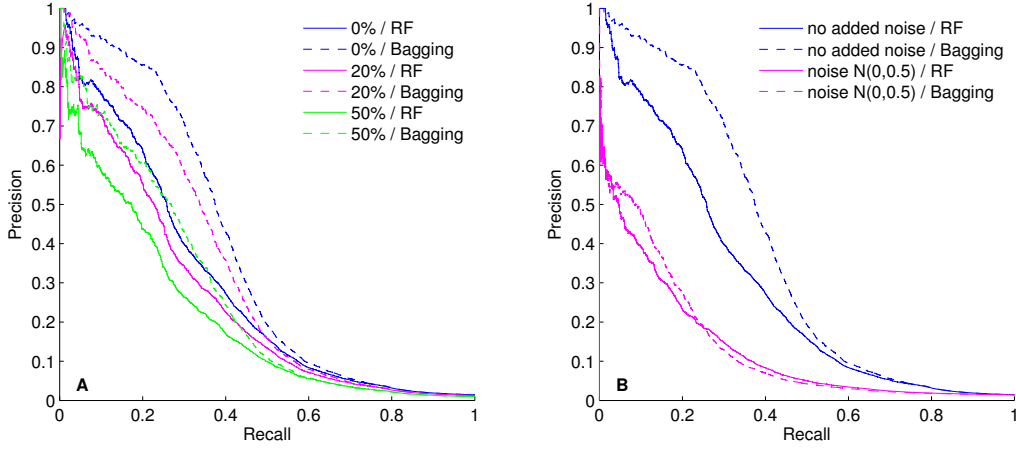 1
0.9
0.8
0.7
0.6
0.5
0.4
0.3
0.2
0.1
0
Precision
0% / RF
0% / Bagging
20% / RF
20% / Bagging
50% / RF
50% / Bagging
A
0 0.2 0.4 0.6 0.8 1
Recall
1
0.9
0.8
0.7
0.6
0.5
0.4
0.3
0.2
0.1
0
Precision
no added noise / RF
no added noise / Bagging
noise N(0,0.5) / RF
noise N(0,0.5) / Bagging
B
0 0.2 0.4 0.6 0.8 1
Recall